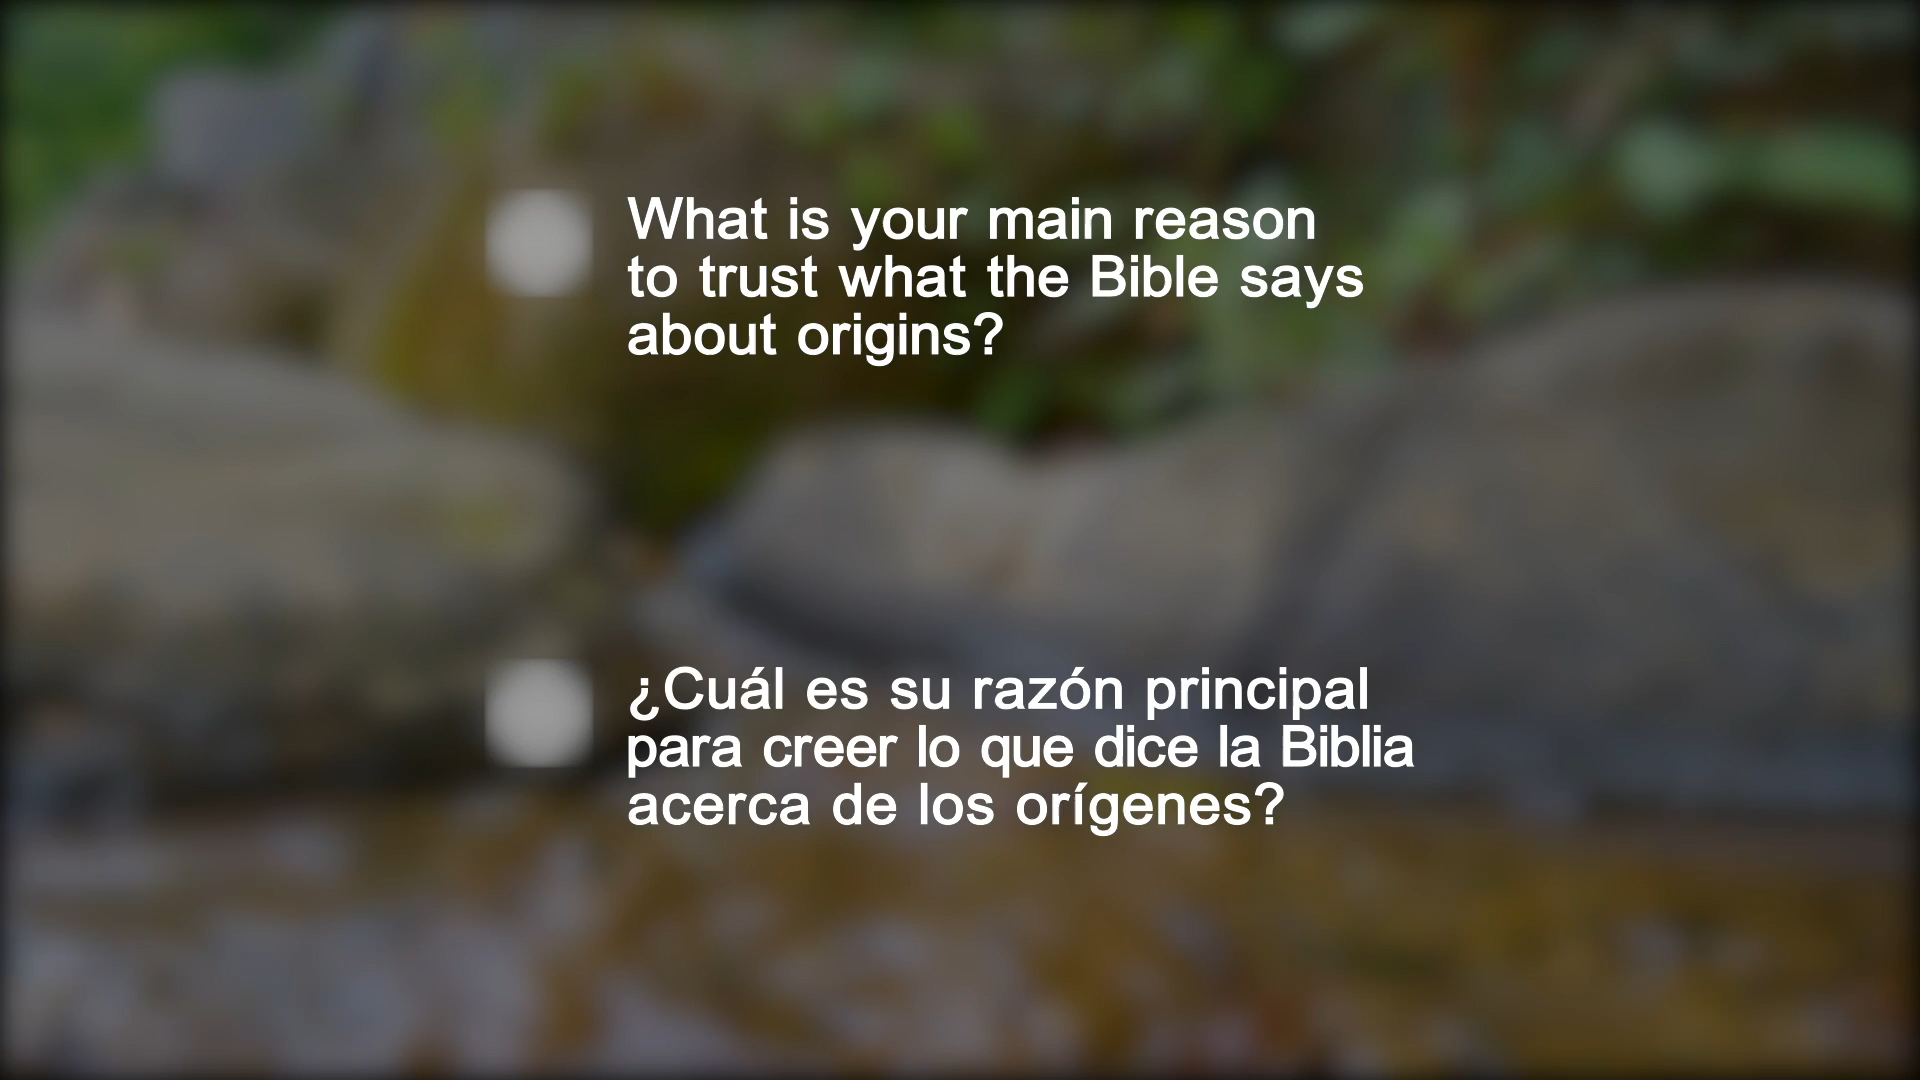 What is your main reason
to trust what the Bible says
about origins?
¿Cuál es su razón principal
para creer lo que dice la Biblia
acerca de los orígenes?